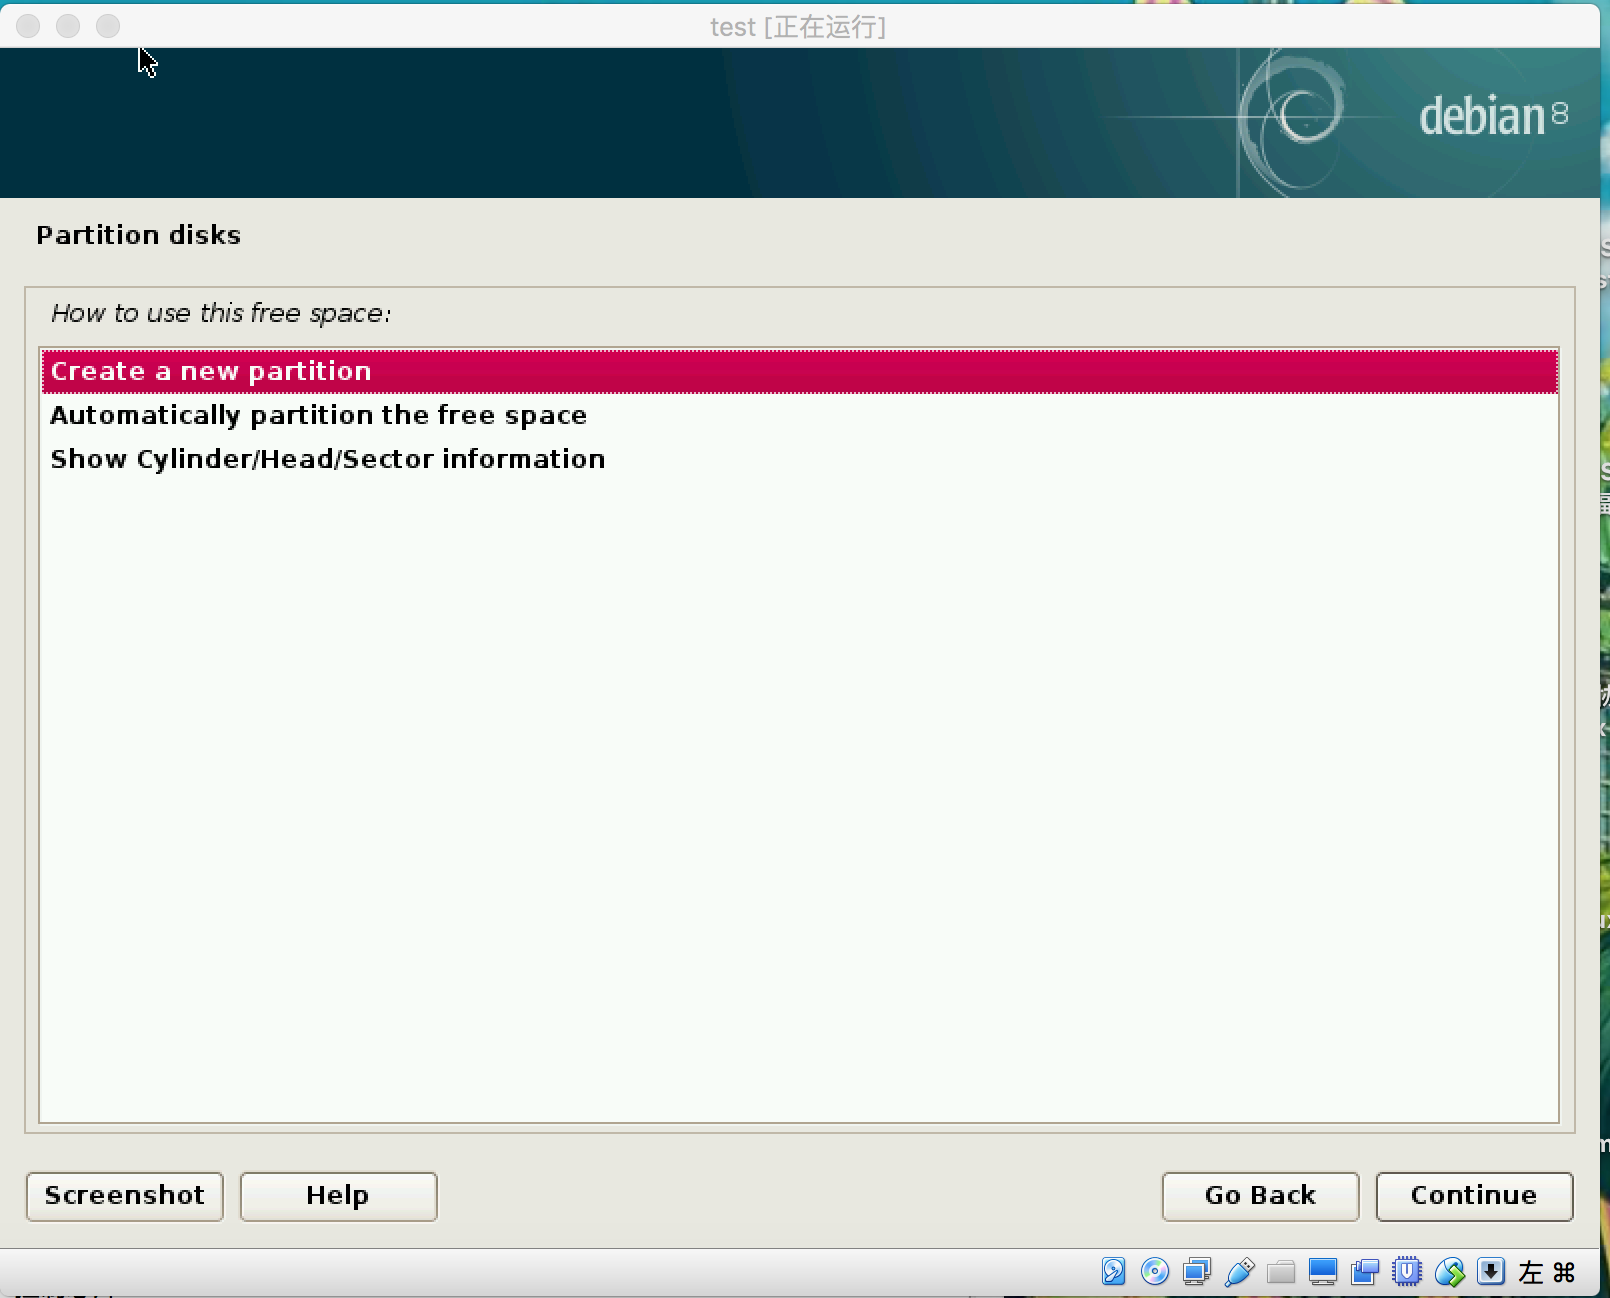 test [正在运行]
debian 8
Partition disks
How to use this free space:
Create a new partition
Automatically partition the free space
Show Cylinder/Head/Sector information
Screenshot
Help
Go Back
Continue
左 ⌘